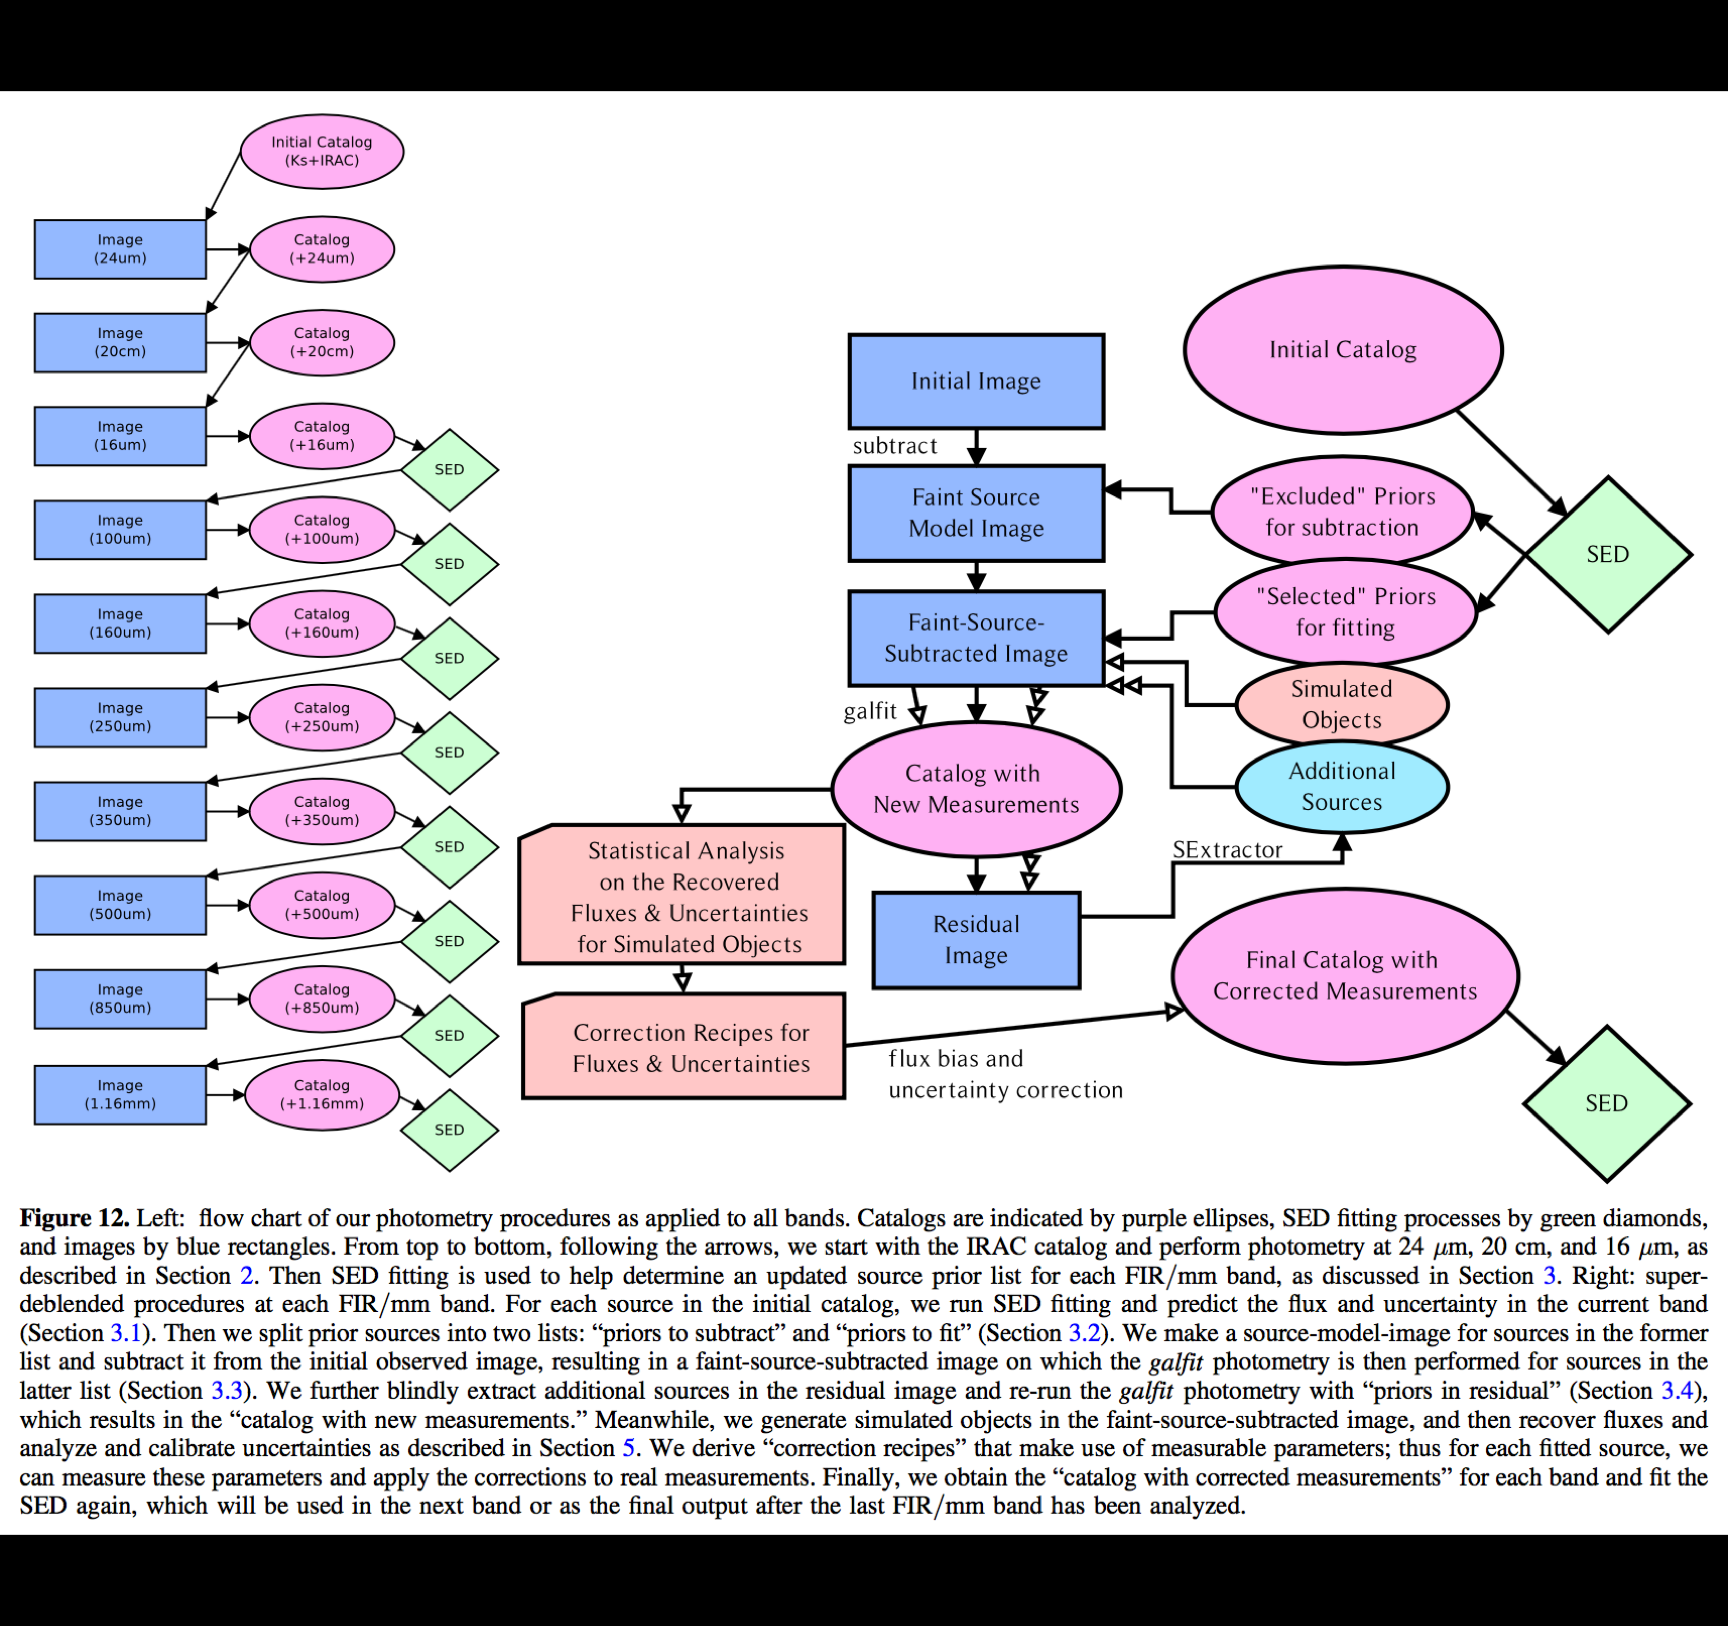 Initial Catalog
(Ks+IRAC)
Image
(24um)
Catalog
(+24um)
Image
(20cm)
Catalog
(+20cm)
Image
(16um)
Catalog
(+16um)
SED
Image
(100um)
Catalog
(+100um)
SED
Image
(160um)
Catalog
(+160um)
SED
Image
(250um)
Catalog
(+250um)
SED
Image
(350um)
Catalog
(+350um)
SED
Image
(500um)
Catalog
(+500um)
SED
Image
(850um)
Catalog
(+850um)
SED
Image
(1.16mm)
Catalog
(+1.16mm)
SED
Initial Image
subtract
Faint Source
Model Image
Faint-Source-
Subtracted Image
galfit
Catalog with
New Measurements
Residual
Image
Initial Catalog
"Excluded" Priors
for subtraction
"Selected" Priors
for fitting
SED
Simulated
Objects
Additional
Sources
SExtractor
Statistical Analysis
on the Recovered
Fluxes & Uncertainties
for Simulated Objects
Correction Recipes for
Fluxes & Uncertainties
flux bias and
uncertainty correction
Final Catalog with
Corrected Measurements
SED
Figure 12. Left: flow chart of our photometry procedures as applied to all bands. Catalogs are indicated by purple ellipses, SED fitting processes by green diamonds,
and images by blue rectangles. From top to bottom, following the arrows, we start with the IRAC catalog and perform photometry at 24 μm, 20 cm, and 16 μm, as
described in Section 2. Then SED fitting is used to help determine an updated source prior list for each FIR/mm band, as discussed in Section 3. Right: super-
deblended procedures at each FIR/mm band. For each source in the initial catalog, we run SED fitting and predict the flux and uncertainty in the current band
(Section 3.1). Then we split prior sources into two lists: “priors to subtract” and “priors to fit” (Section 3.2). We make a source-model-image for sources in the former
list and subtract it from the initial observed image, resulting in a faint-source-subtracted image on which the galfit photometry is then performed for sources in the
latter list (Section 3.3). We further blindly extract additional sources in the residual image and re-run the galfit photometry with “priors in residual” (Section 3.4),
which results in the “catalog with new measurements.” Meanwhile, we generate simulated objects in the faint-source-subtracted image, and then recover fluxes and
analyze and calibrate uncertainties as described in Section 5. We derive “correction recipes” that make use of measurable parameters; thus for each fitted source, we
can measure these parameters and apply the corrections to real measurements. Finally, we obtain the “catalog with corrected measurements” for each band and fit the
SED again, which will be used in the next band or as the final output after the last FIR/mm band has been analyzed.